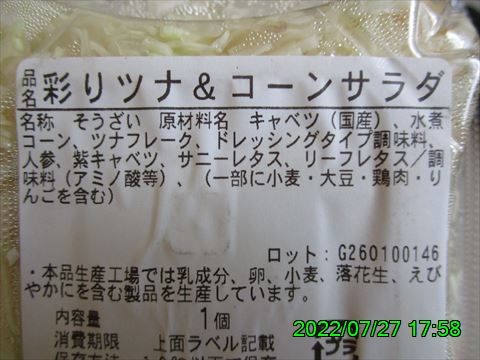 品名 彩りツナ&コーンサラダ
名称 そうざい 原材料名 キャベツ(国産)、水煮
コーン、ツナフレーク、ドレッシングタイプ調味料、
人参、紫キャベツ、サニーレタス、リーフレタス/調
味料(アミノ酸等)、(一部に小麦・大豆・鶏肉・り
んごを含む)
ロット:G260100146
・本品生産工場では乳成分、卵、小麦、落花生、えび
やかにを含む製品を生産しています。
内容量 1個
消費期限 上面ラベル記載
プラ
2022/07/27 17:58